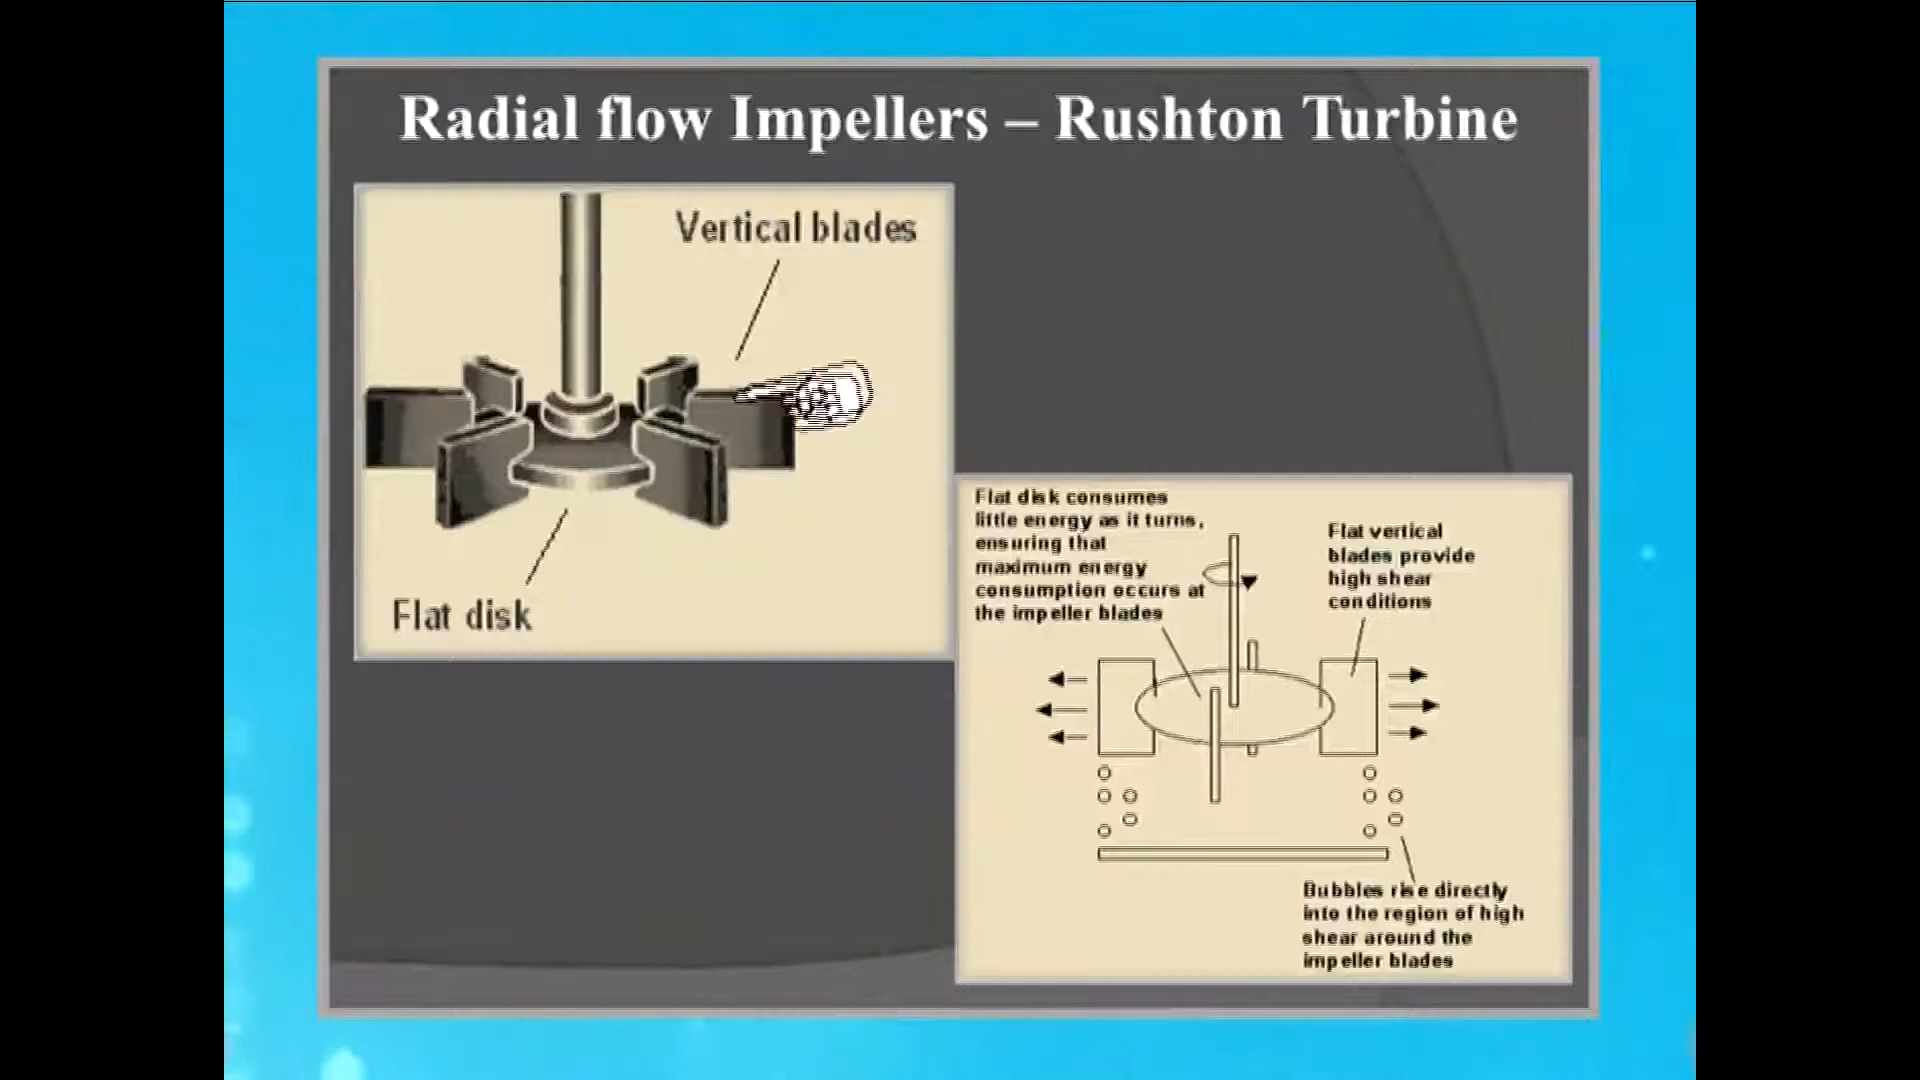 Radial flow Impellers – Rushton Turbine
Vertical blades
Flat disk
Flat disk consumes
little energy as it turns,
ensuring that
maximum energy
consumption occurs at
the impeller blades
Flat vertical
blades provide
high shear
conditions
Bubbles rise directly
into the region of high
shear around the
impeller blades